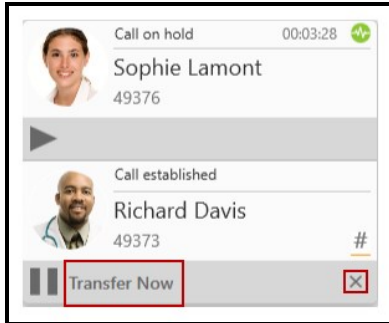 Call on hold 00:03:28
Sophie Lamont
49376
Call established
Richard Davis
49373 #
Transfer Now